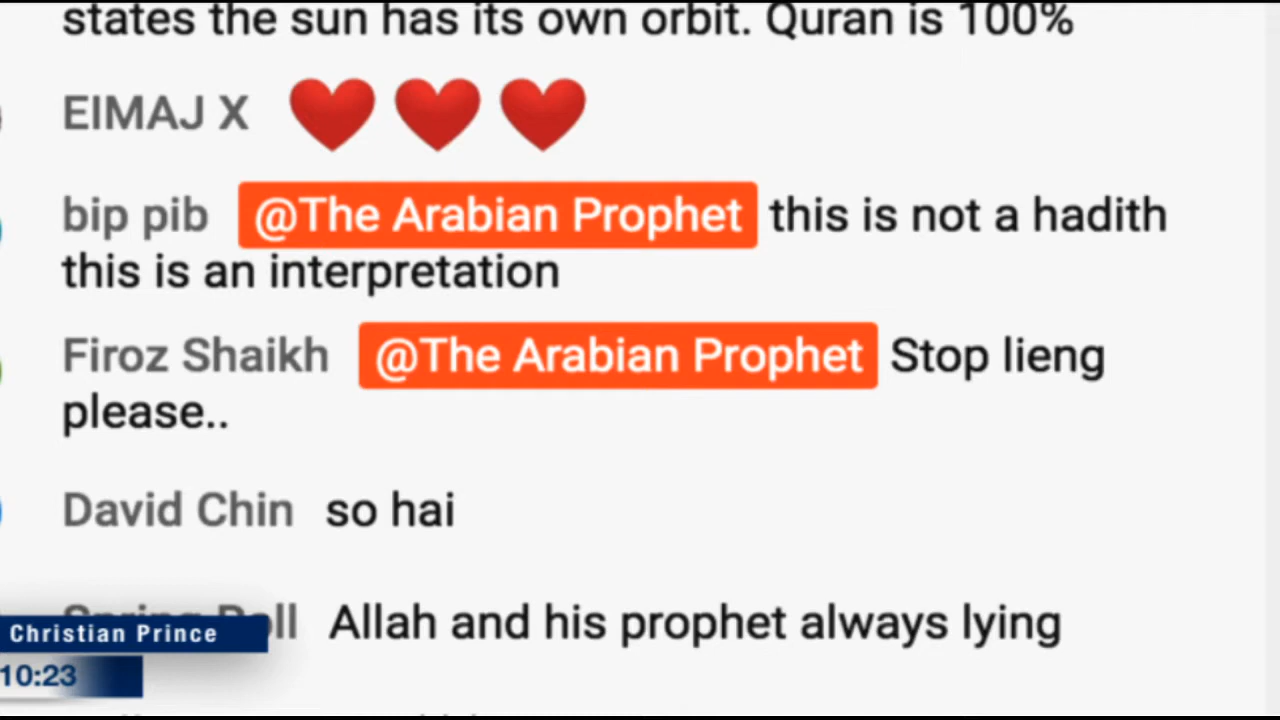 states the sun has its own orbit. Quran is 100%
EIMAJ X ❤️❤️❤️
bip pib @The Arabian Prophet this is not a hadith
this is an interpretation
Firoz Shaikh @The Arabian Prophet Stop lieng
please..
David Chin so hai
Allah and his prophet always lying
Christian Prince
10:23